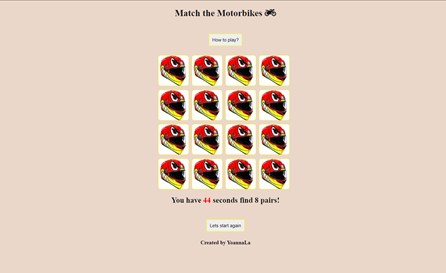 Match the Motorbikes
How to play?
You have 44 seconds find 8 pairs!
Lets start again
Created by YoannaLa